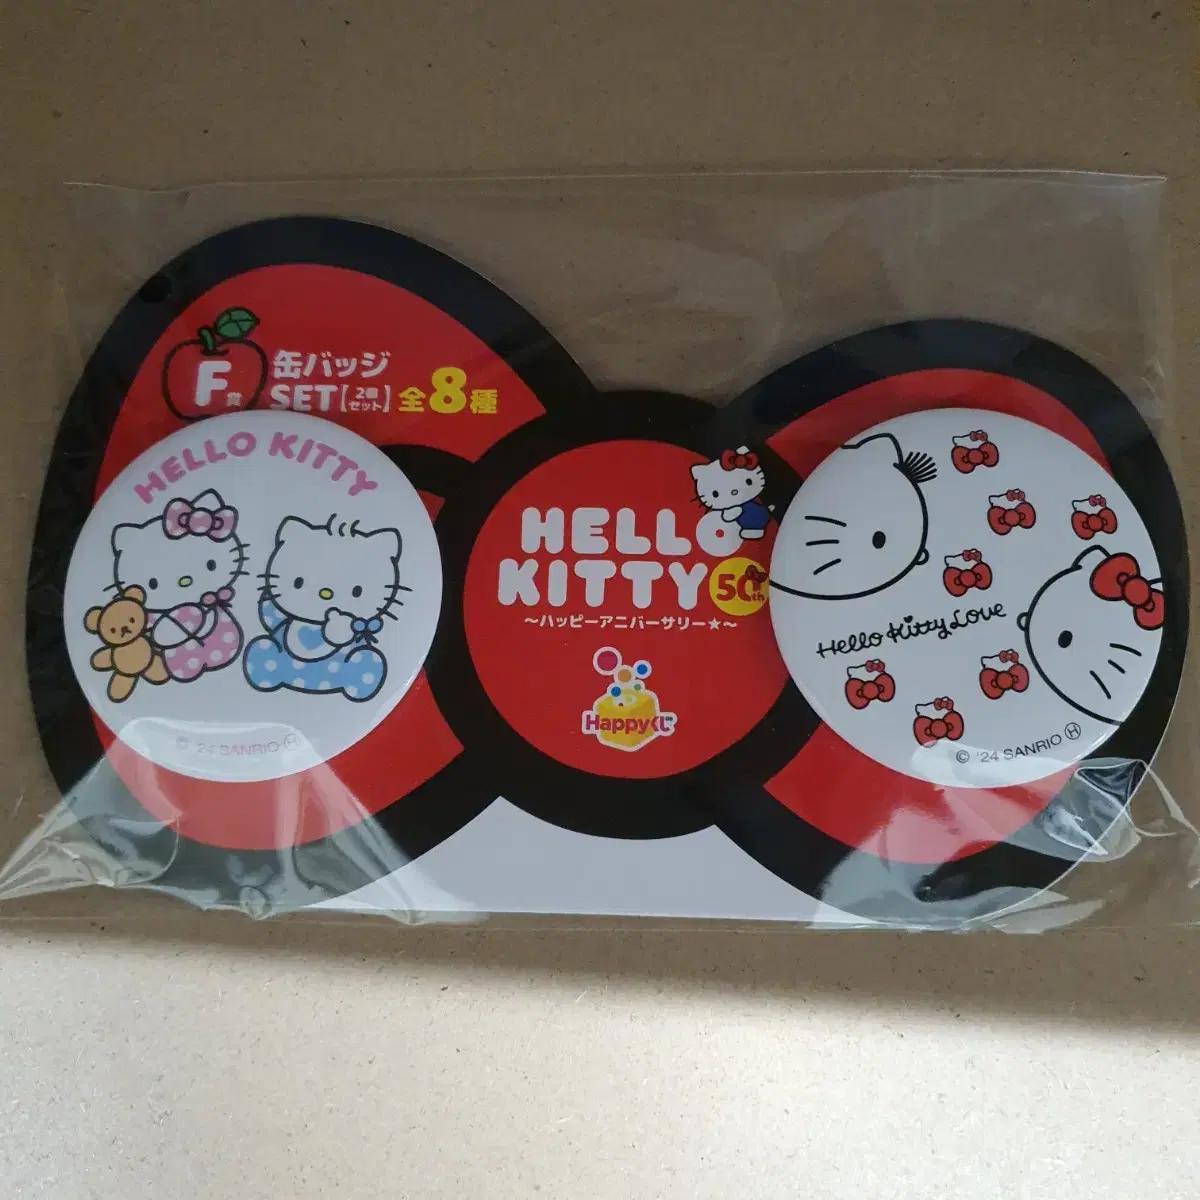 F賞
缶バッジ
SET【2個セット】全8種
HELLO KITTY
© '24 SANRIO Ⓗ
HELLO
KITTY 50th
～ハッピーアニバーサリー★～
Happyくじ
Hello Kitty Love
© '24 SANRIO Ⓗ